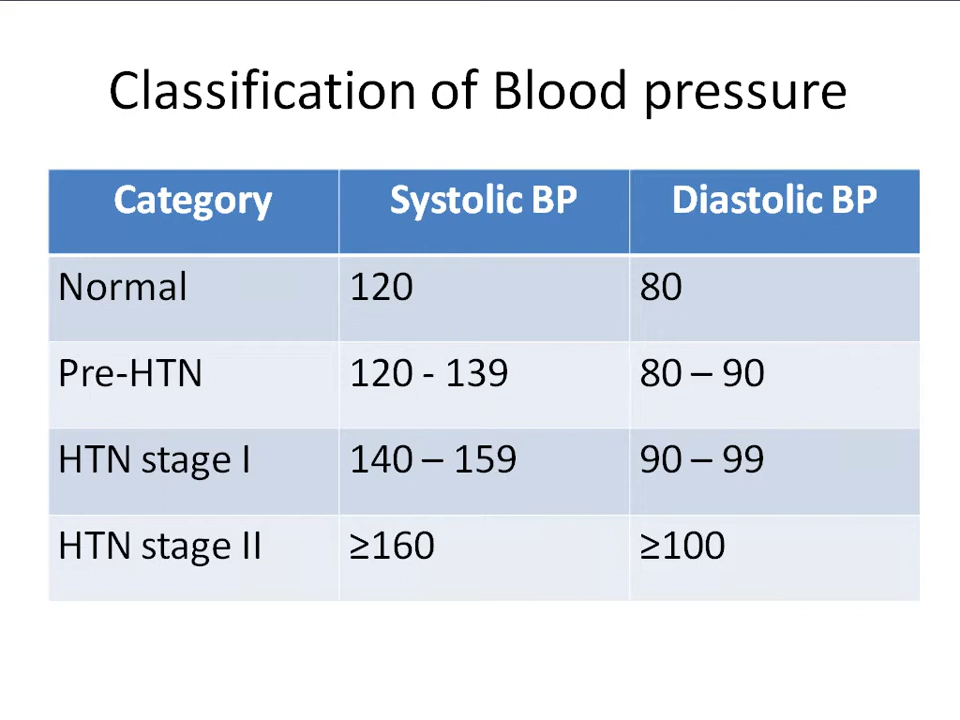 Classification of Blood pressure
Category Systolic BP Diastolic BP
Normal 120 80
Pre-HTN 120 - 139 80 – 90
HTN stage I 140 – 159 90 – 99
HTN stage II ≥160 ≥100